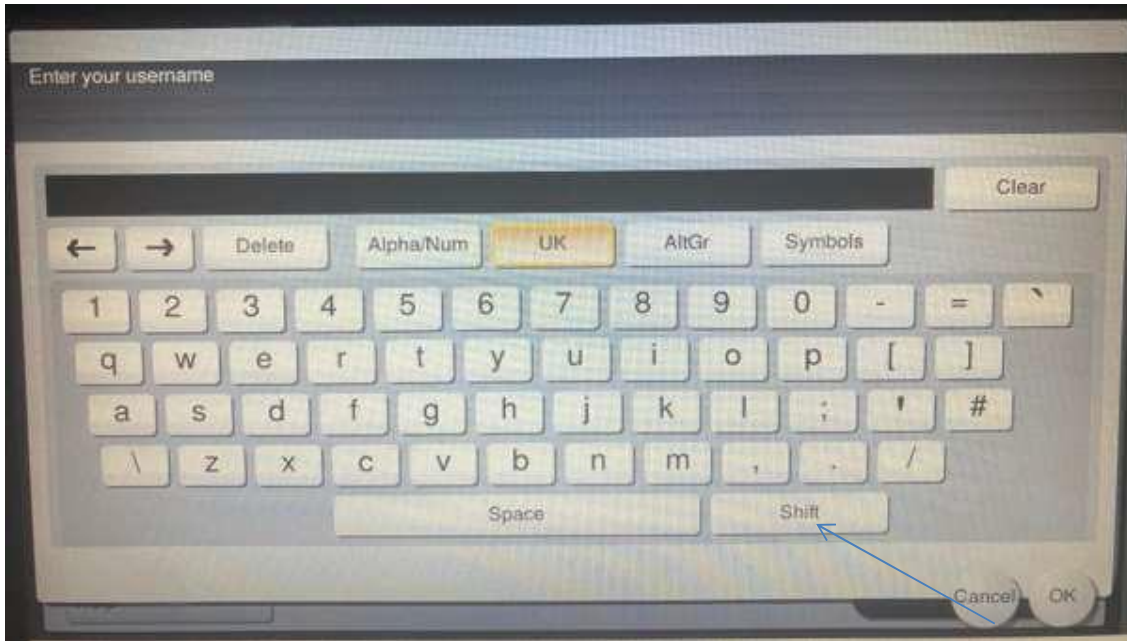 Enter your username
Clear
← → Delete Alpha/Num UK AltGr Symbols
1 2 3 4 5 6 7 8 9 0 - = `
q w e r t y u i o p [ ]
a s d f g h j k l ; ' #
\ z x c v b n m , . /
Space Shift
Cancel OK